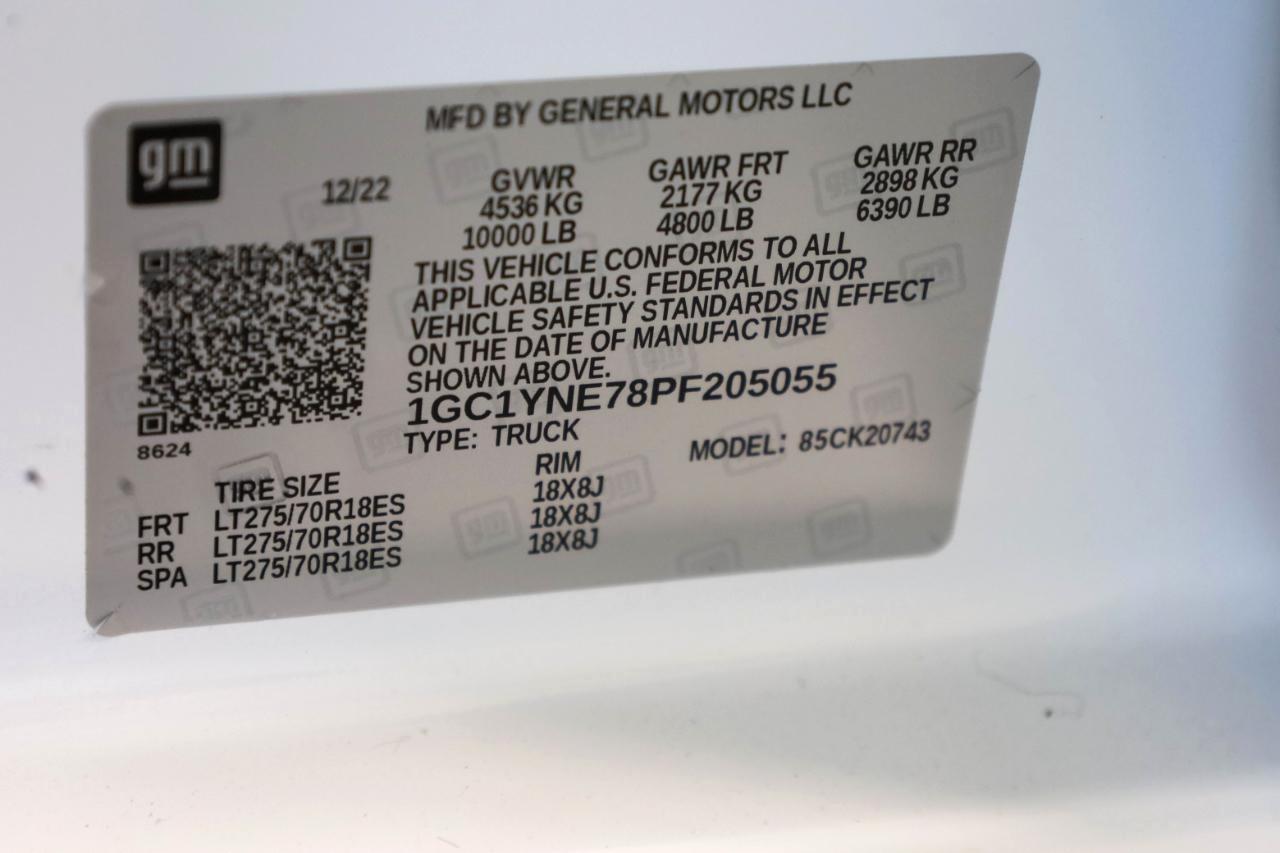 MFD BY GENERAL MOTORS LLC
gm
12/22 GVWR GAWR FRT GAWR RR
4536 KG 2177 KG 2898 KG
10000 LB 4800 LB 6390 LB
THIS VEHICLE CONFORMS TO ALL
APPLICABLE U.S. FEDERAL MOTOR
VEHICLE SAFETY STANDARDS IN EFFECT
ON THE DATE OF MANUFACTURE
SHOWN ABOVE.
1GC1YNE78PF205055
8624
TYPE: TRUCK MODEL: 85CK20743
TIRE SIZE RIM
FRT LT275/70R18ES 18X8J
RR LT275/70R18ES 18X8J
SPA LT275/70R18ES 18X8J